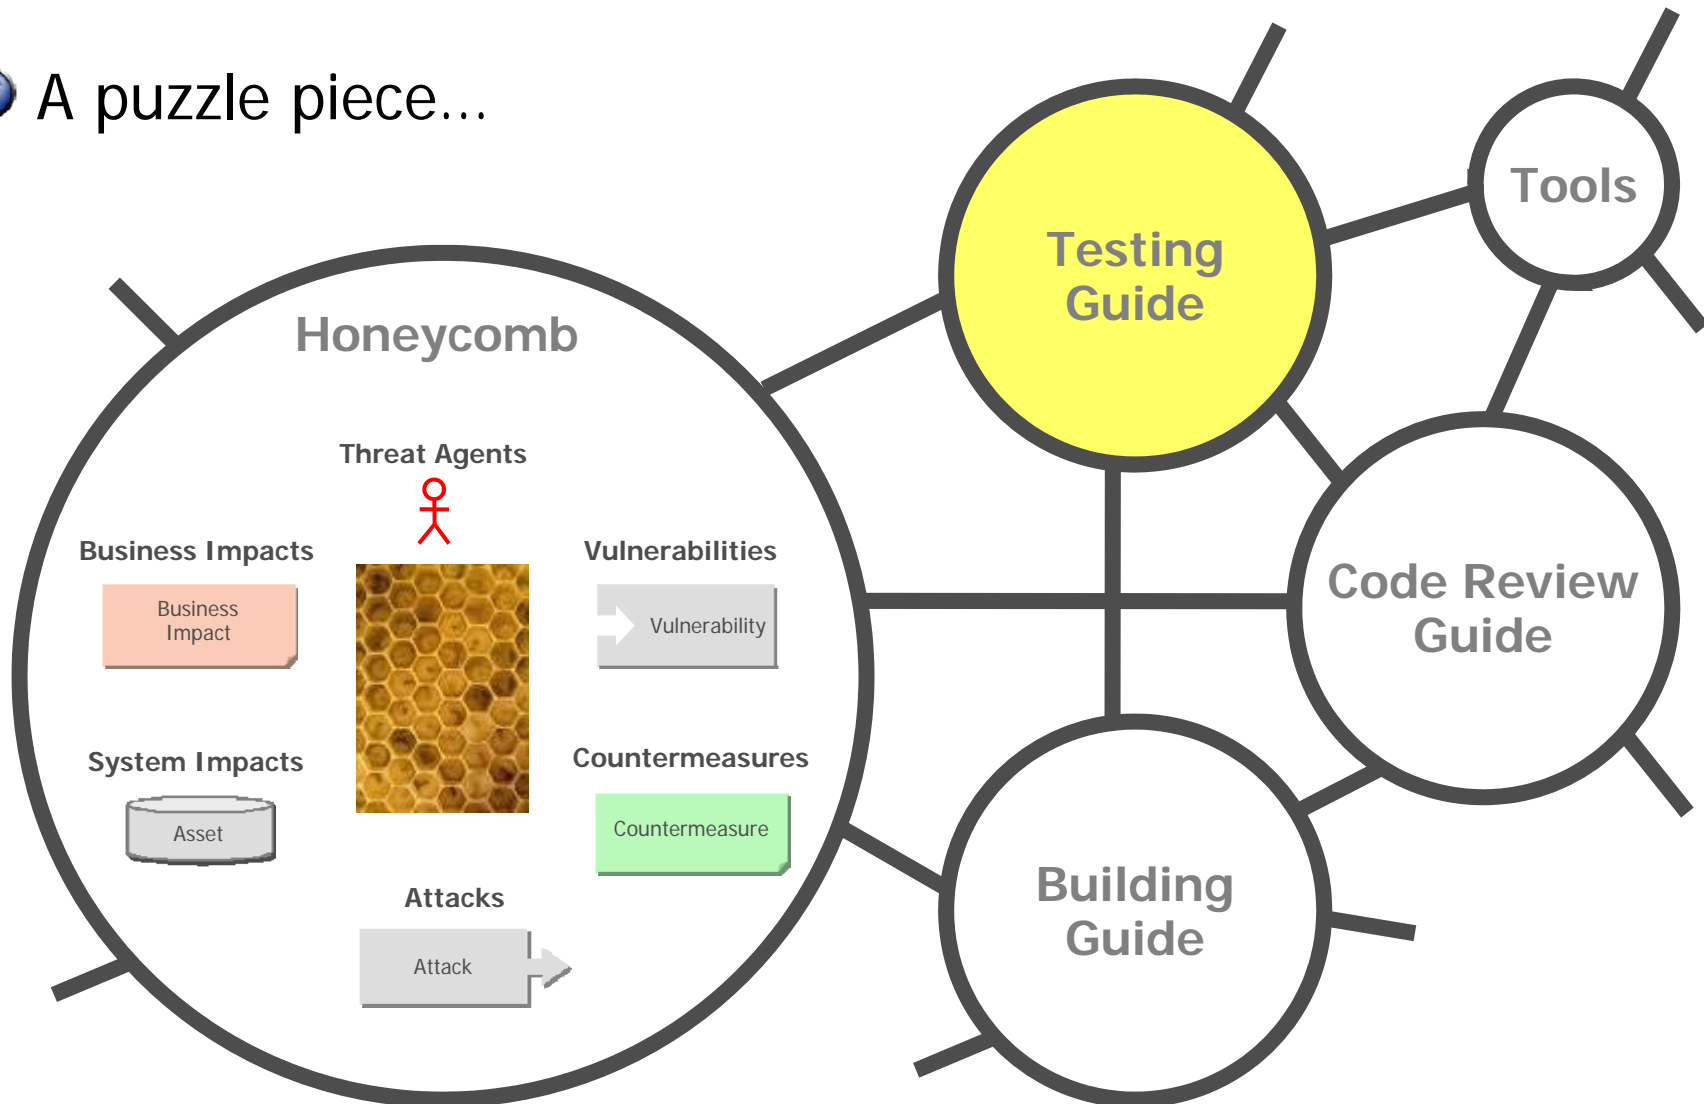 A puzzle piece...
Tools
Testing
Guide
Honeycomb
Threat Agents
Business Impacts
Business
Impact
Vulnerabilities
Vulnerability
Code Review
Guide
System Impacts
Asset
Countermeasures
Countermeasure
Attacks
Attack
Building
Guide